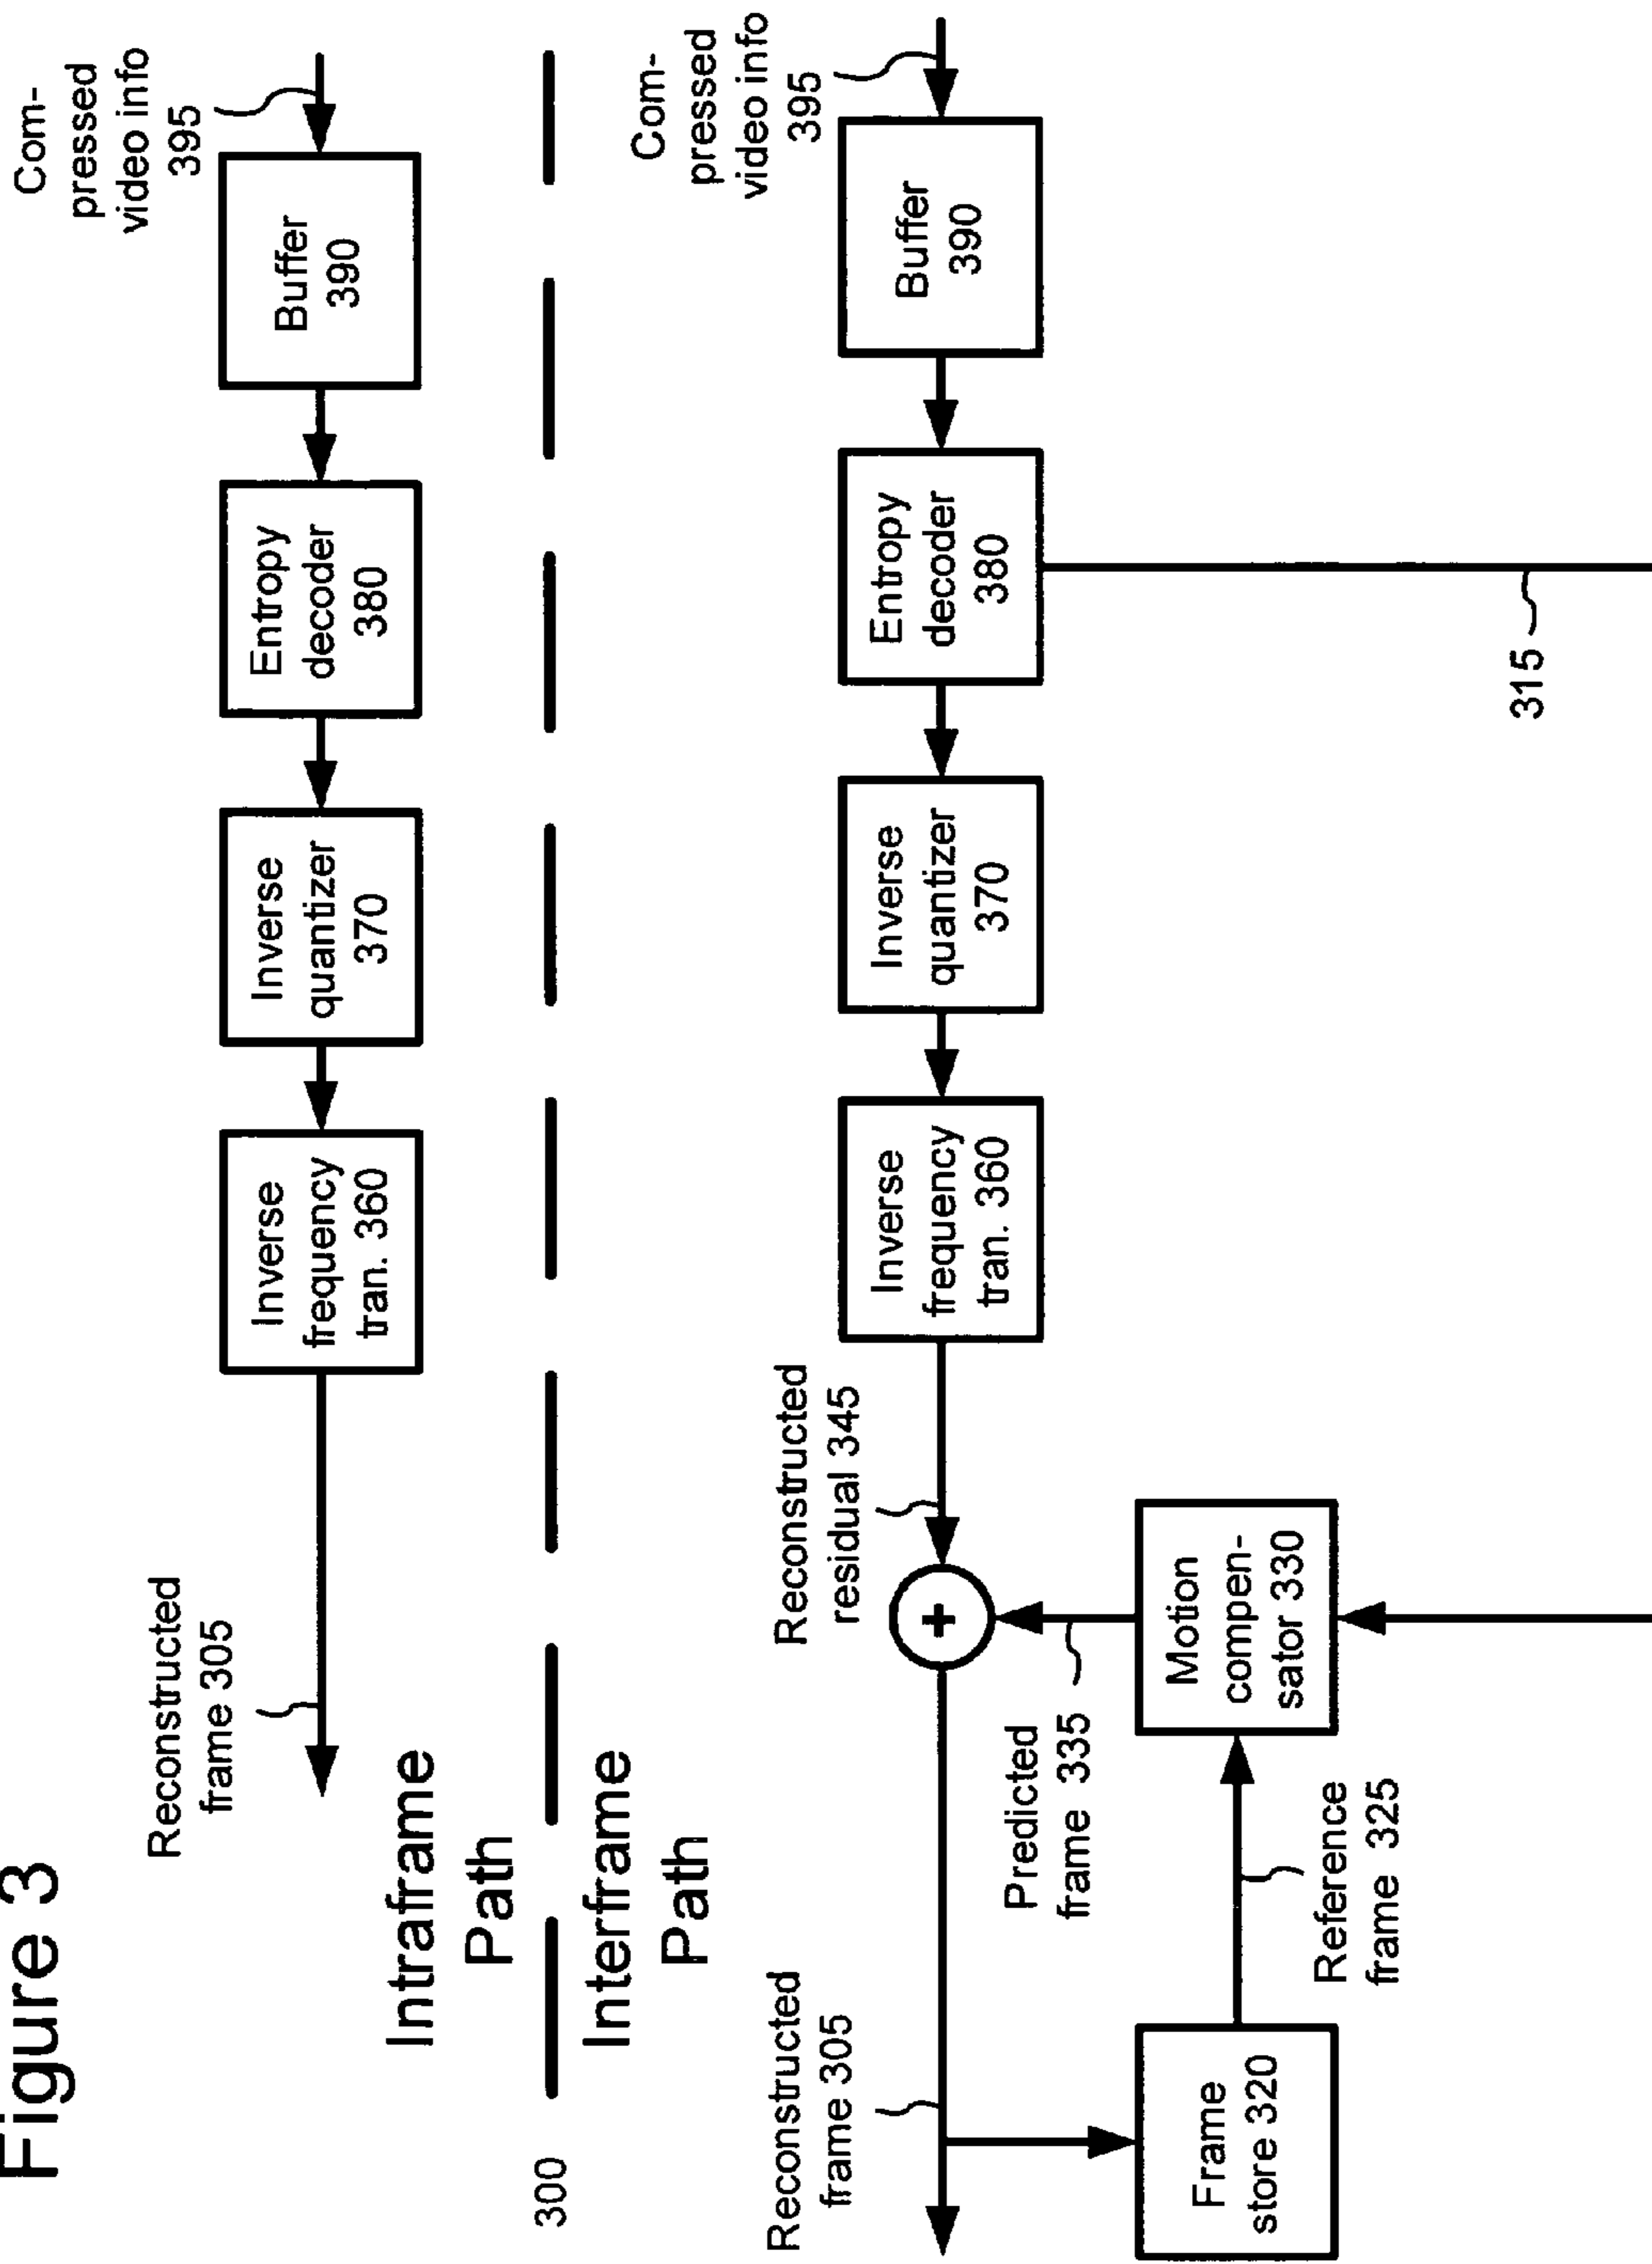 Figure 3
Reconstructed
frame 305
Inverse
frequency
tran. 360
Inverse
quantizer
370
Entropy
decoder
380
Buffer
390
Com-
pressed
video info
395
Intraframe
Path
300
Interframe
Path
Reconstructed
frame 305
Reconstructed
residual 345
+
Inverse
frequency
tran. 360
Inverse
quantizer
370
Entropy
decoder
380
Buffer
390
Com-
pressed
video info
395
Predicted
frame 335
Frame
store 320
Reference
frame 325
Motion
compen-
sator 330
315